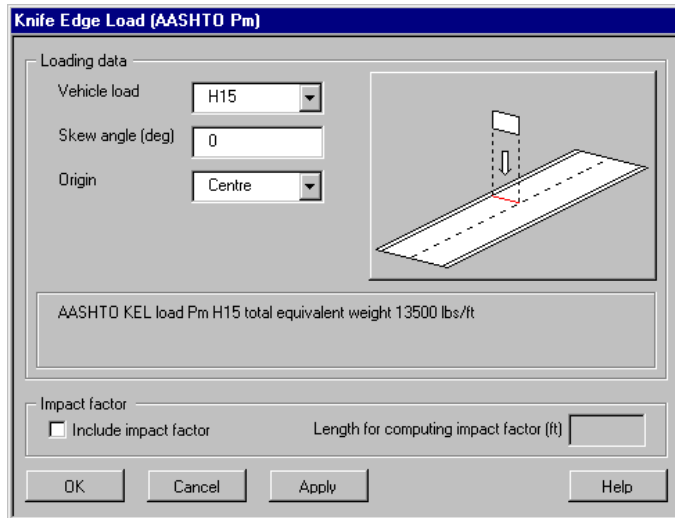 Knife Edge Load (AASHTO Pm)
Loading data
Vehicle load H15
Skew angle (deg) 0
Origin Centre
AASHTO KEL load Pm H15 total equivalent weight 13500 lbs/ft
Impact factor
Include impact factor Length for computing impact factor (ft)
OK Cancel Apply Help